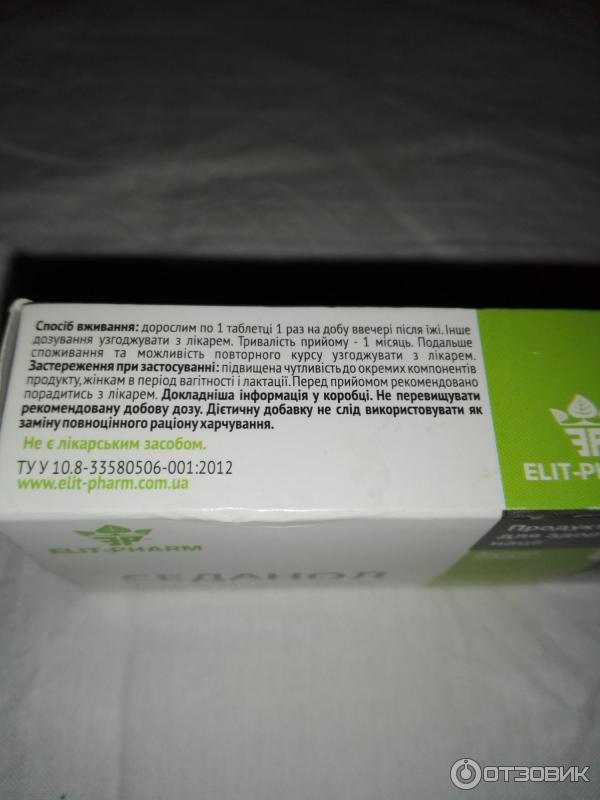 Спосіб вживання: дорослим по 1 таблетці 1 раз на добу ввечері після їжі. Інше
дозування узгоджувати з лікарем. Тривалість прийому - 1 місяць. Подальше
споживання та можливість повторного курсу узгоджувати з лікарем.
Застереження при застосуванні: підвищена чутливість до окремих компонентів
продукту, жінкам в період вагітності і лактації. Перед прийомом рекомендовано
порадитись з лікарем. Докладніша інформація у коробці. Не перевищувати
рекомендовану добову дозу. Дієтичну добавку не слід використовувати як
заміну повноцінного раціону харчування.
Не є лікарським засобом.
ТУ У 10.8-33580506-001:2012
www.elit-pharm.com.ua
ELIT-PH
ELIT-PHARM
СЕДАНОЛ
Продукт
для здоро
нації
ОТЗОВИК